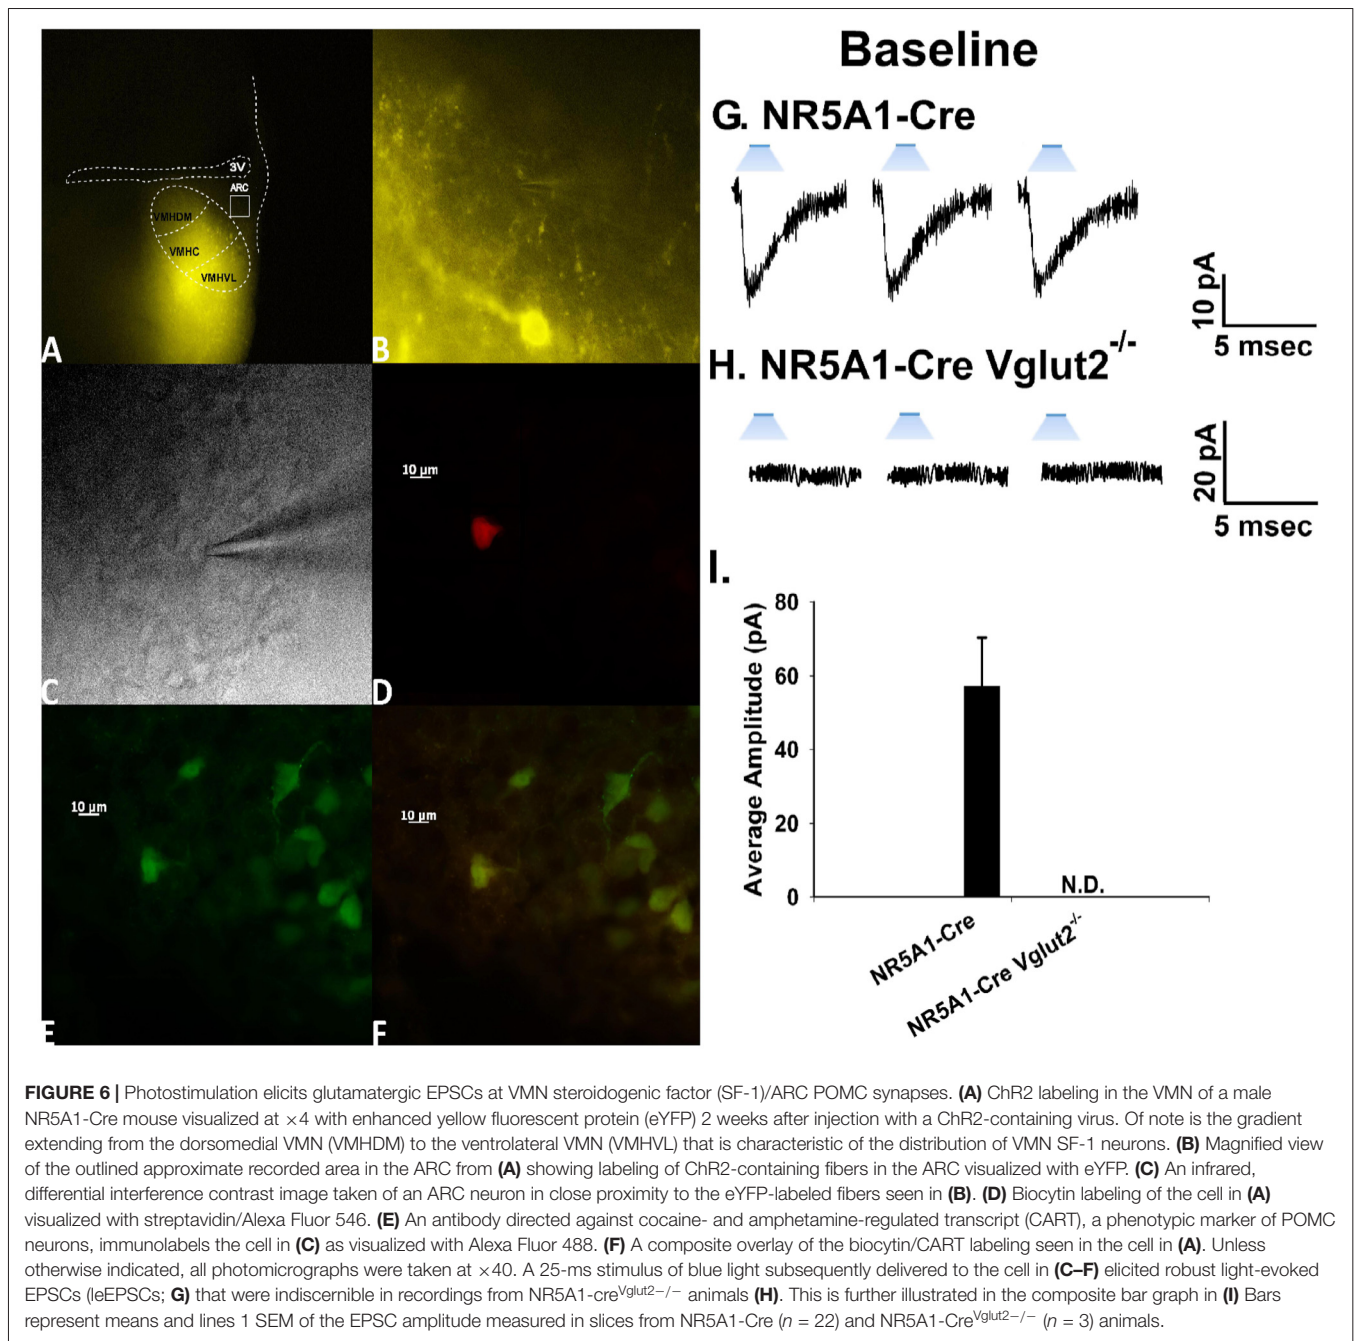 Baseline
G. NR5A1-Cre
3V
ARC
VMHDM
VMHC
VMHVL
A
B
10 pA
5 msec
H. NR5A1-Cre Vglut2-/-
10 µm
C
D
20 pA
5 msec
I.
Average Amplitude (pA)
80
60
40
20
0
N.D.
NR5A1-Cre
NR5A1-Cre Vglut2-/-
10 µm
10 µm
E
F
FIGURE 6 | Photostimulation elicits glutamatergic EPSCs at VMN steroidogenic factor (SF-1)/ARC POMC synapses. (A) ChR2 labeling in the VMN of a male
NR5A1-Cre mouse visualized at ×4 with enhanced yellow fluorescent protein (eYFP) 2 weeks after injection with a ChR2-containing virus. Of note is the gradient
extending from the dorsomedial VMN (VMHDM) to the ventrolateral VMN (VMHVL) that is characteristic of the distribution of VMN SF-1 neurons. (B) Magnified view
of the outlined approximate recorded area in the ARC from (A) showing labeling of ChR2-containing fibers in the ARC visualized with eYFP. (C) An infrared,
differential interference contrast image taken of an ARC neuron in close proximity to the eYFP-labeled fibers seen in (B). (D) Biocytin labeling of the cell in (A)
visualized with streptavidin/Alexa Fluor 546. (E) An antibody directed against cocaine- and amphetamine-regulated transcript (CART), a phenotypic marker of POMC
neurons, immunolabels the cell in (C) as visualized with Alexa Fluor 488. (F) A composite overlay of the biocytin/CART labeling seen in the cell in (A). Unless
otherwise indicated, all photomicrographs were taken at ×40. A 25-ms stimulus of blue light subsequently delivered to the cell in (C–F) elicited robust light-evoked
EPSCs (leEPSCs; G) that were indiscernible in recordings from NR5A1-creVglut2−/− animals (H). This is further illustrated in the composite bar graph in (I) Bars
represent means and lines 1 SEM of the EPSC amplitude measured in slices from NR5A1-Cre (n = 22) and NR5A1-CreVglut2−/− (n = 3) animals.